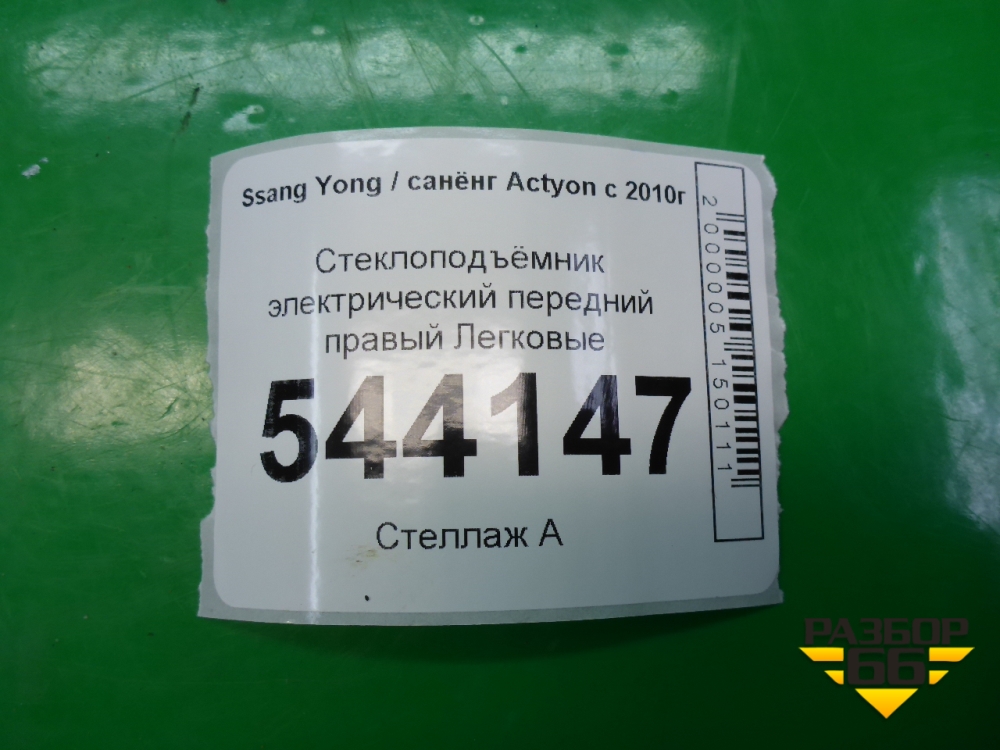 Ssang Yong / санёнг Actyon с 2010г
Стеклоподъёмник
электрический передний
правый Легковые
544147
Стеллаж А
2000005150111
РАЗБОР
66